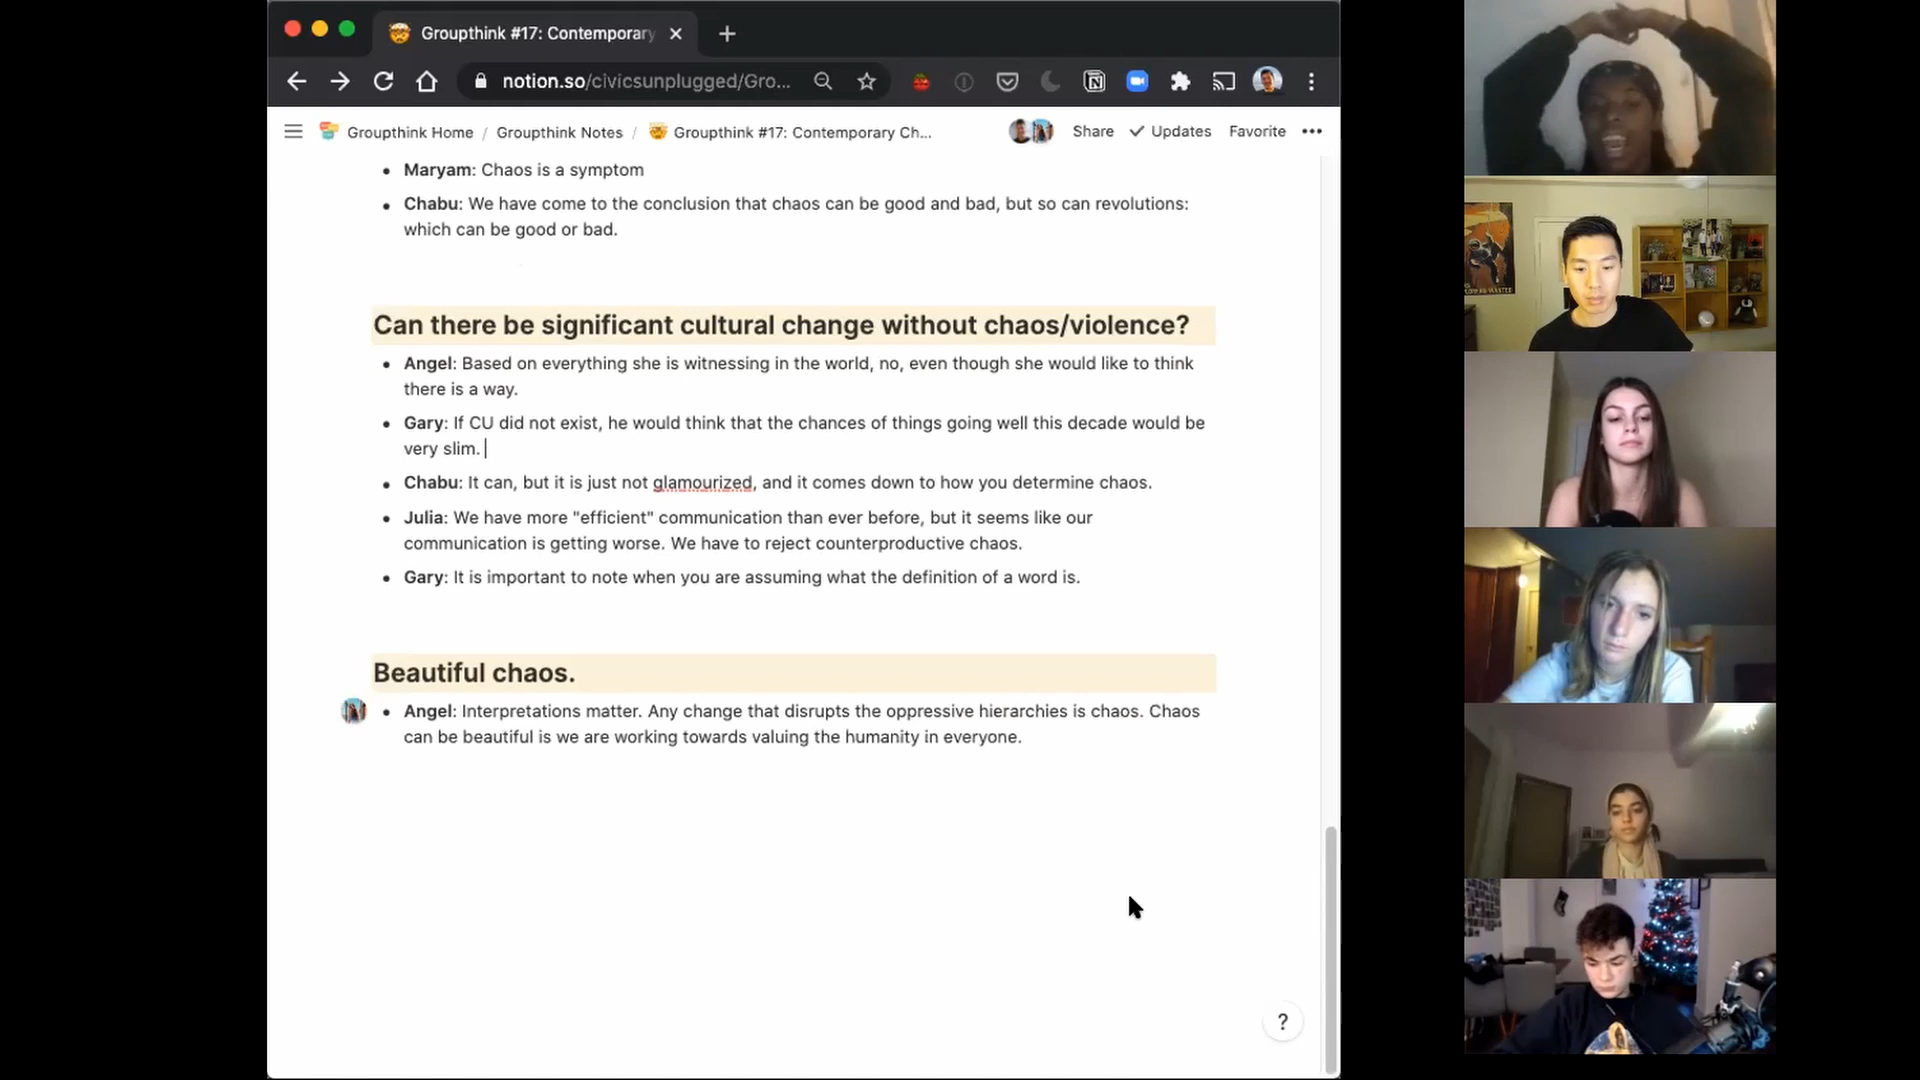 Groupthink #17: Contemporary
notion.so/civicsunplugged/Gro...
Groupthink Home / Groupthink Notes / Groupthink #17: Contemporary Ch... Share Updates Favorite
Maryam: Chaos is a symptom
Chabu: We have come to the conclusion that chaos can be good and bad, but so can revolutions:
which can be good or bad.
Can there be significant cultural change without chaos/violence?
Angel: Based on everything she is witnessing in the world, no, even though she would like to think
there is a way.
Gary: If CU did not exist, he would think that the chances of things going well this decade would be
very slim.
Chabu: It can, but it is just not glamourized, and it comes down to how you determine chaos.
Julia: We have more "efficient" communication than ever before, but it seems like our
communication is getting worse. We have to reject counterproductive chaos.
Gary: It is important to note when you are assuming what the definition of a word is.
Beautiful chaos.
Angel: Interpretations matter. Any change that disrupts the oppressive hierarchies is chaos. Chaos
can be beautiful is we are working towards valuing the humanity in everyone.
?